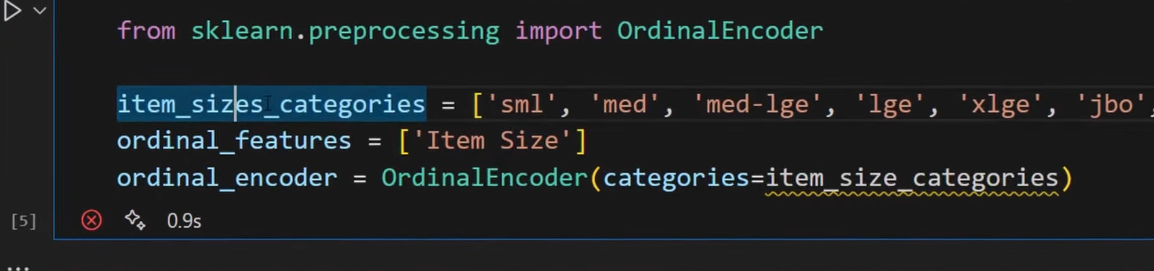 from sklearn.preprocessing import OrdinalEncoder
item_sizes_categories = ['sml', 'med', 'med-lge', 'lge', 'xlge', 'jbo',
ordinal_features = ['Item Size']
ordinal_encoder = OrdinalEncoder(categories=item_size_categories)
[5] 0.9s